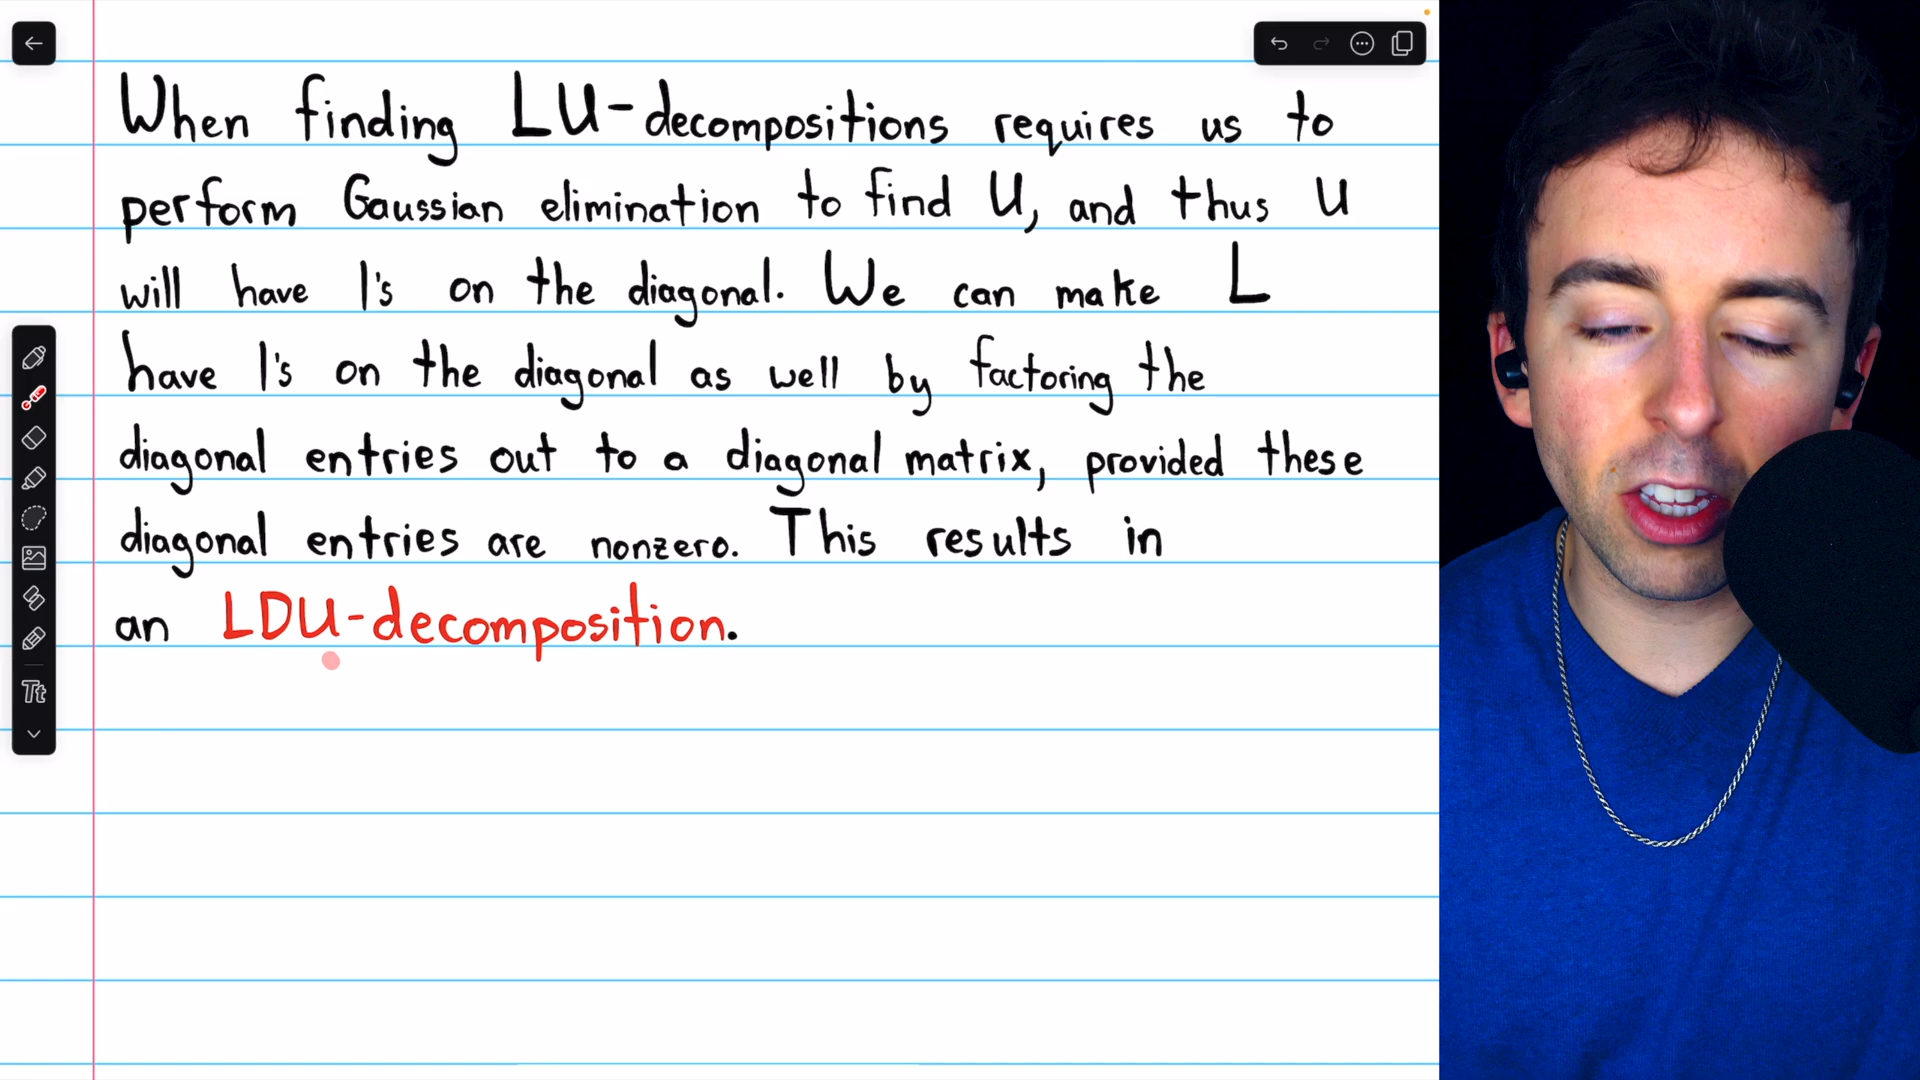 When finding LU-decompositions requires us to
perform Gaussian elimination to find U, and thus U
will have 1's on the diagonal. We can make L
have 1's on the diagonal as well by factoring the
diagonal entries out to a diagonal matrix, provided these
diagonal entries are nonzero. This results in
an LDU-decomposition.
Tt